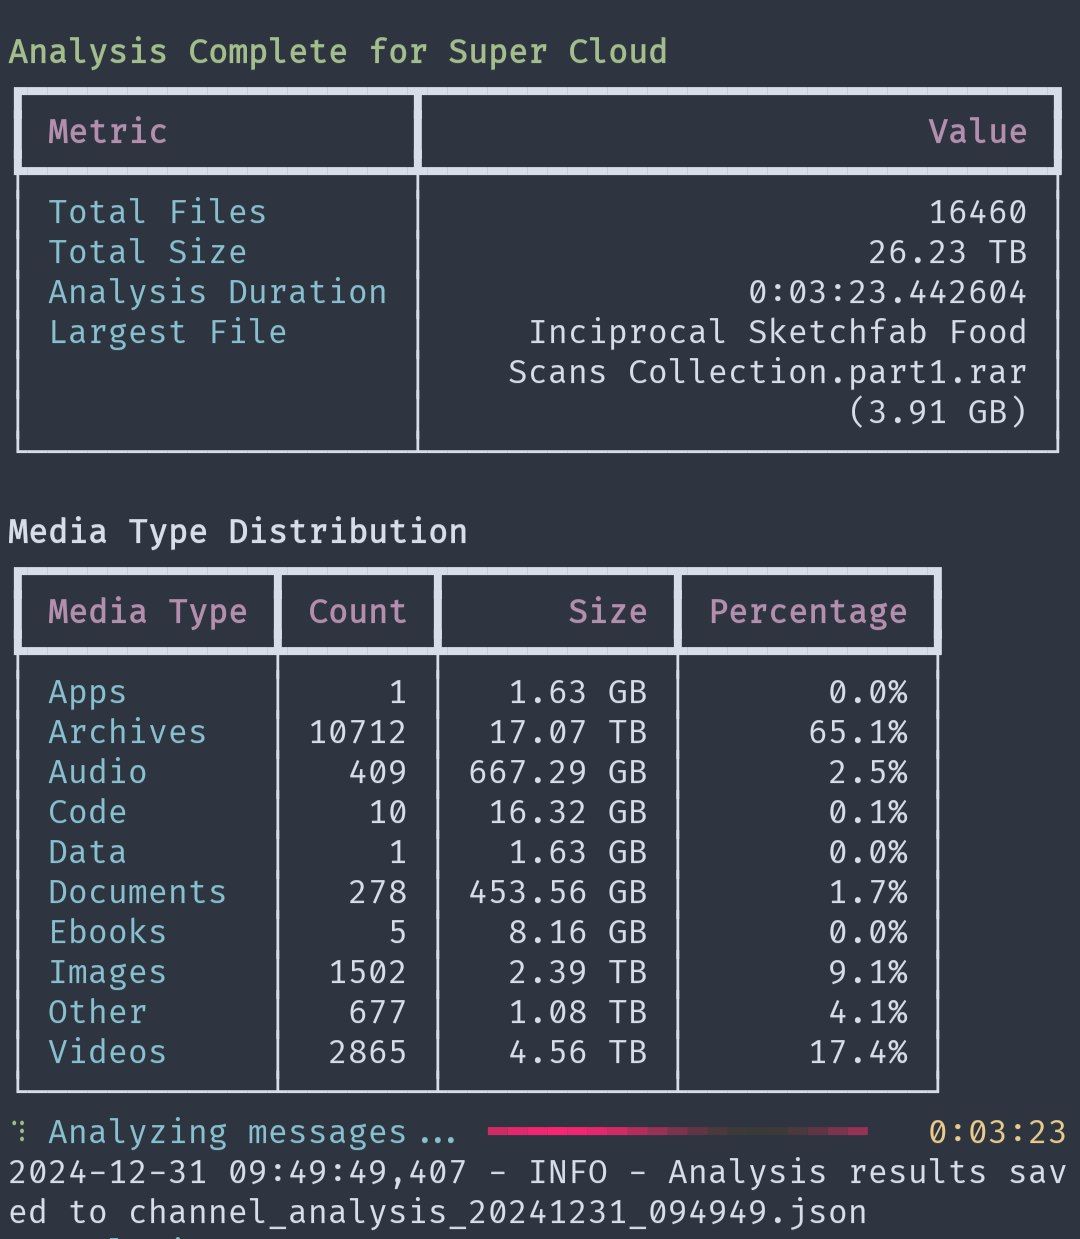 Analysis Complete for Super Cloud
Metric Value
Total Files 16460
Total Size 26.23 TB
Analysis Duration 0:03:23.442604
Largest File Inciprocal Sketchfab Food
Scans Collection.part1.rar
(3.91 GB)
Media Type Distribution
Media Type Count Size Percentage
Apps 1 1.63 GB 0.0%
Archives 10712 17.07 TB 65.1%
Audio 409 667.29 GB 2.5%
Code 10 16.32 GB 0.1%
Data 1 1.63 GB 0.0%
Documents 278 453.56 GB 1.7%
Ebooks 5 8.16 GB 0.0%
Images 1502 2.39 TB 9.1%
Other 677 1.08 TB 4.1%
Videos 2865 4.56 TB 17.4%
Analyzing messages... 0:03:23
2024-12-31 09:49:49,407 - INFO - Analysis results sav
ed to channel_analysis_20241231_094949.json